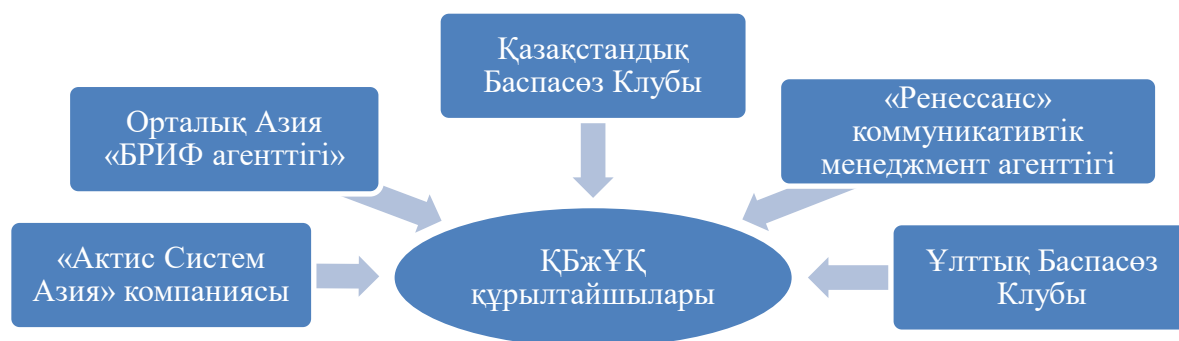 Қазақстандық
Баспасөз Клубы
Орталық Азия
«БРИФ агенттігі»
«Ренессанс»
коммуникативтік
менеджмент агенттігі
«Актис Систем
Азия» компаниясы
ҚБжҰҚ
құрылтайшылары
Ұлттық Баспасөз
Клубы